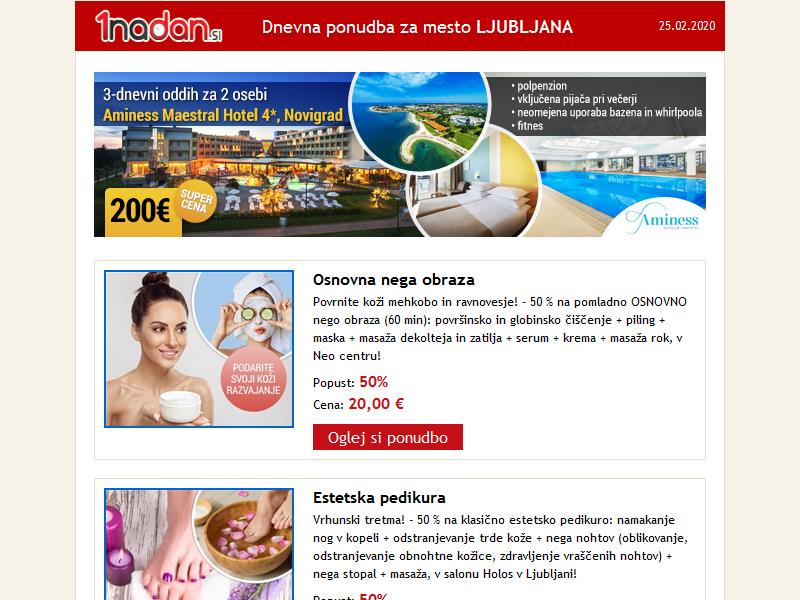 1nadan.si
Dnevna ponudba za mesto LJUBLJANA
25.02.2020
3-dnevni oddih za 2 osebi
Aminess Maestral Hotel 4*, Novigrad
• polpenzion
• vključena pijača pri večerji
• neomejena uporaba bazena in whirlpoola
• fitnes
200€
SUPER
CENA
Aminess
Osnovna nega obraza
Povrnite koži mehkobo in ravnovesje! - 50 % na pomladno OSNOVNO
nego obraza (60 min): površinsko in globinsko čiščenje + piling +
maska + masaža dekolteja in zatilja + serum + krema + masaža rok, v
Neo centru!
PODARITE
SVOJI KOŽI
RAZVAJANJE
Popust: 50%
Cena: 20,00 €
Oglej si ponudbo
Estetska pedikura
Vrhunski tretma! - 50 % na klasično estetsko pedikuro: namakanje
nog v kopeli + odstranjevanje trde kože + nega nohtov (oblikovanje,
odstranjevanje obnohtne kožice, zdravljenje vraščenih nohtov) +
nega stopal + masaža, v salonu Holos v Ljubljani!
Popust: 50%